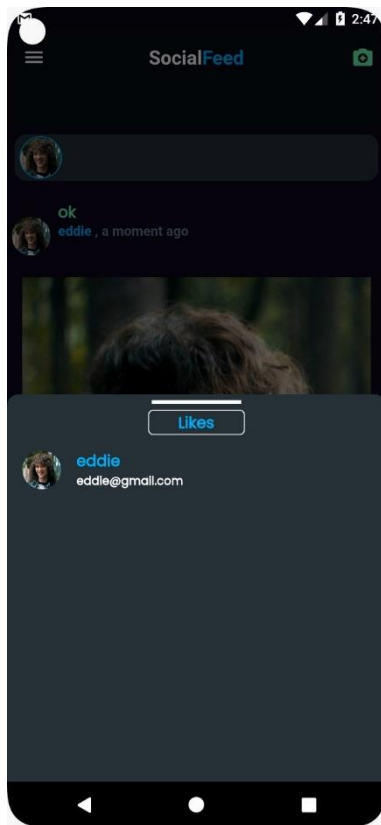 2:47
SocialFeed
ok
eddie , a moment ago
Likes
eddie
eddie@gmail.com